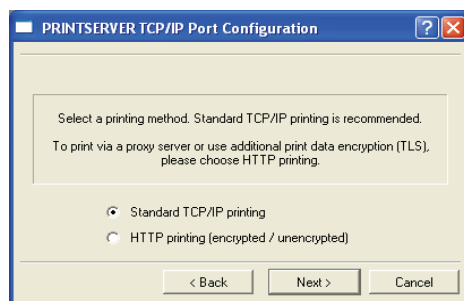 PRINTSERVER TCP/IP Port Configuration
Select a printing method. Standard TCP/IP printing is recommended.
To print via a proxy server or use additional print data encryption (TLS),
please choose HTTP printing.
Standard TCP/IP printing
HTTP printing (encrypted / unencrypted)
< Back Next > Cancel